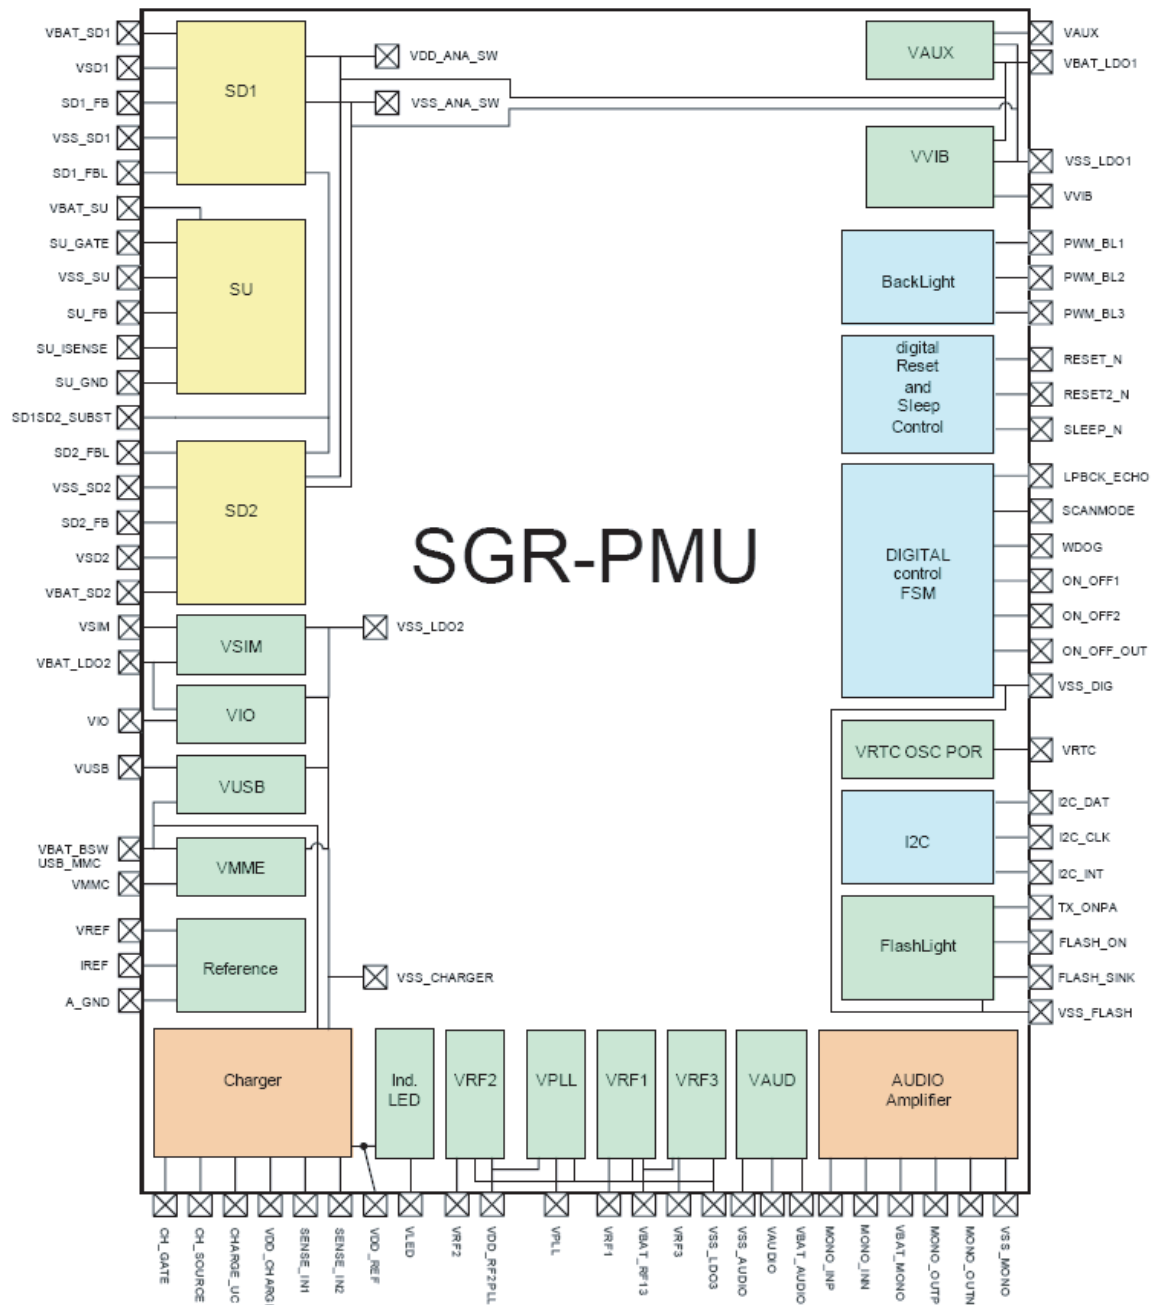 VBAT_SD1
VSD1
SD1_FB
VSS_SD1
SD1_FBL
VBAT_SU
SU_GATE
VSS_SU
SU_FB
SU_ISENSE
SU_GND
SD1SD2_SUBST
SD2_FBL
VSS_SD2
SD2_FB
VSD2
VBAT_SD2
VSIM
VBAT_LDO2
VIO
VUSB
VBAT_BSW
USB_MMC
VMMC
VREF
IREF
A_GND
SD1
SU
SD2
VSIM
VIO
VUSB
VMME
Reference
VDD_ANA_SW
VSS_ANA_SW
VSS_LDO2
VSS_CHARGER
SGR-PMU
VAUX
VVIB
BackLight
digital
Reset
and
Sleep
Control
DIGITAL
control
FSM
VRTC OSC POR
I2C
FlashLight
VAUX
VBAT_LDO1
VSS_LDO1
VVIB
PWM_BL1
PWM_BL2
PWM_BL3
RESET_N
RESET2_N
SLEEP_N
LPBCK_ECHO
SCANMODE
WDOG
ON_OFF1
ON_OFF2
ON_OFF_OUT
VSS_DIG
VRTC
I2C_DAT
I2C_CLK
I2C_INT
TX_ONPA
FLASH_ON
FLASH_SINK
VSS_FLASH
Charger
Ind.
LED
VRF2
VPLL
VRF1
VRF3
VAUD
AUDIO
Amplifier
CH_GATE
CH_SOURCE
CHARGE_UC
VDD_CHARG
SENSE_IN1
SENSE_IN2
VDD_REF
VLED
VRF2
VDD_RF2PLL
VPLL
VRF1
VBAT_RF13
VRF3
VSS_LDO3
VSS_AUDIO
VAUDIO
VBAT_AUDIO
MONO_INP
MONO_INN
VBAT_MONO
MONO_OUTP
MONO_OUTN
VSS_MONO